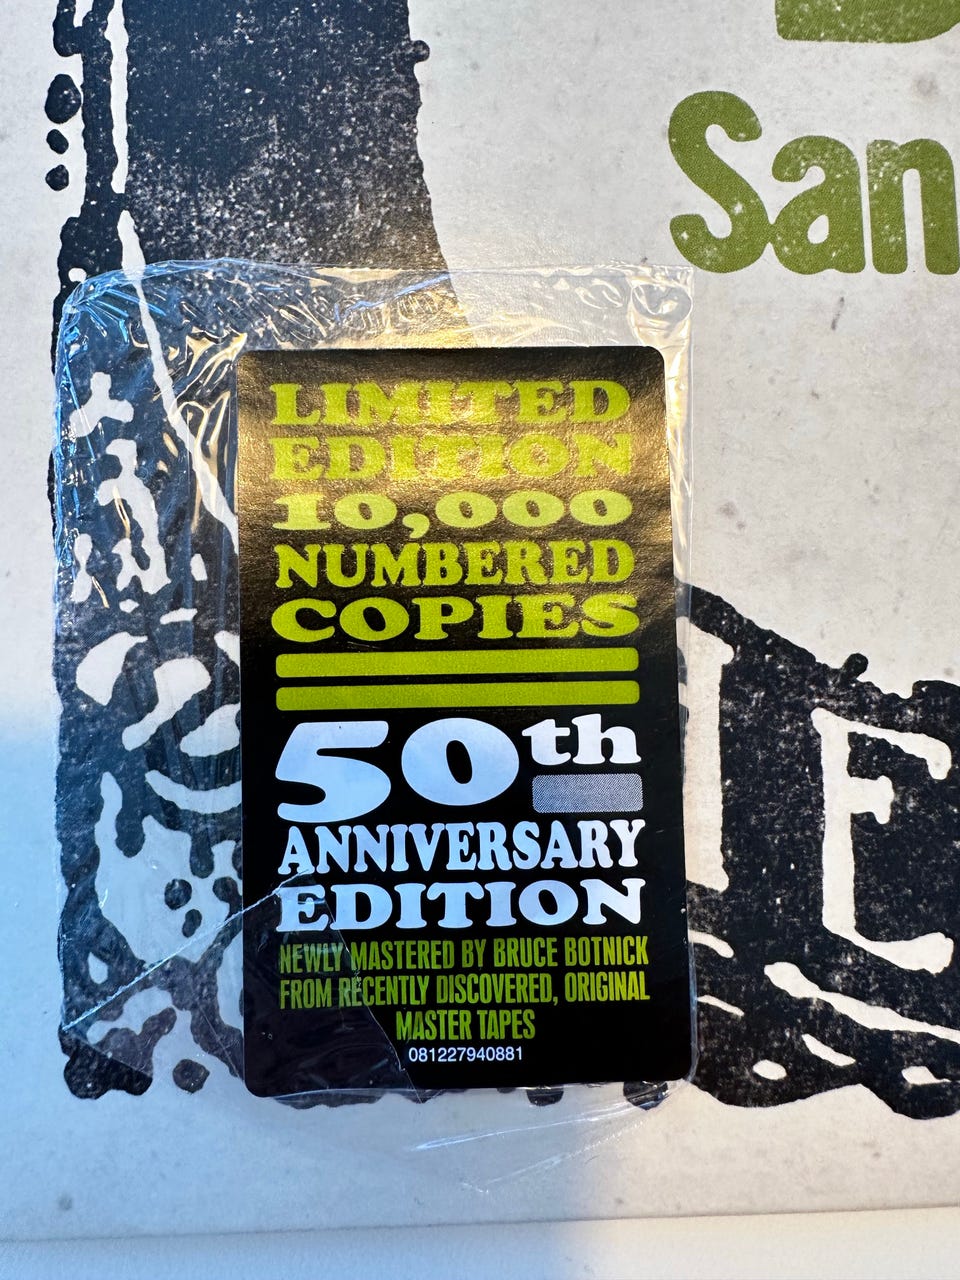 San
LIMITED
EDITION
10,000
NUMBERED
COPIES
50th
ANNIVERSARY
EDITION
NEWLY MASTERED BY BRUCE BOTNICK
FROM RECENTLY DISCOVERED, ORIGINAL
MASTER TAPES
081227940881